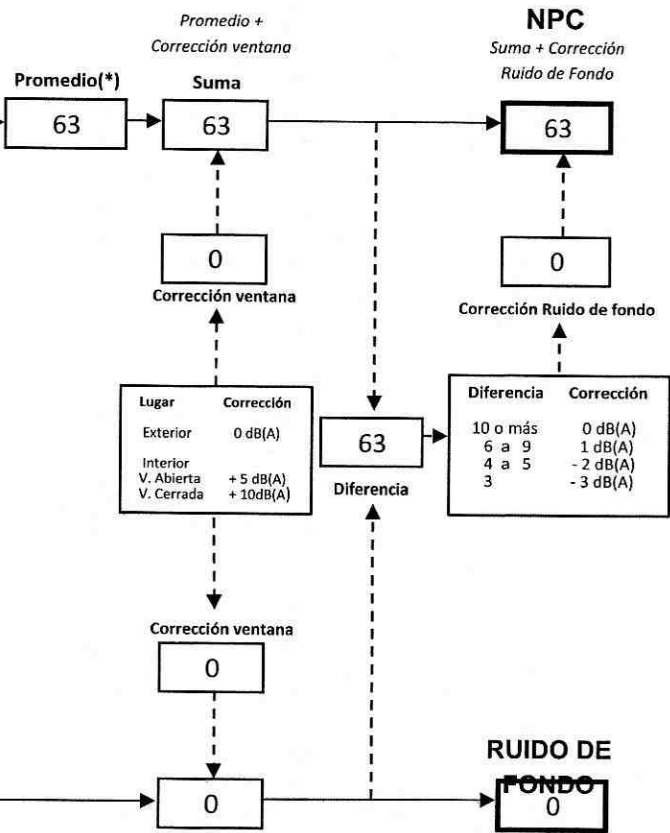 Promedio +
Corrección ventana
NPC
Suma + Corrección
Ruido de Fondo
Promedio(*)
Suma
63
63
63
0
Corrección ventana
0
Corrección Ruido de fondo
Lugar Corrección
Exterior 0 dB(A)
Interior
V. Abierta + 5 dB(A)
V. Cerrada + 10dB(A)
63
Diferencia
Diferencia Corrección
10 o más 0 dB(A)
6 a 9 1 dB(A)
4 a 5 - 2 dB(A)
3 - 3 dB(A)
Corrección ventana
0
0
RUIDO DE
FONDO
0